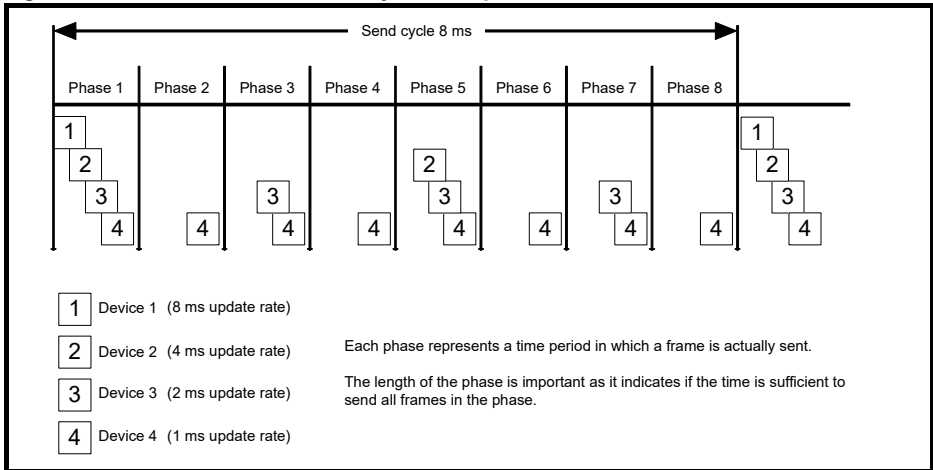 Send cycle 8 ms
Phase 1 Phase 2 Phase 3 Phase 4 Phase 5 Phase 6 Phase 7 Phase 8
1 1
2 2 2
3 3 3 3 3
4 4 4 4 4 4 4 4 4
1 Device 1 (8 ms update rate)
2 Device 2 (4 ms update rate)
3 Device 3 (2 ms update rate)
4 Device 4 (1 ms update rate)
Each phase represents a time period in which a frame is actually sent.
The length of the phase is important as it indicates if the time is sufficient to
send all frames in the phase.